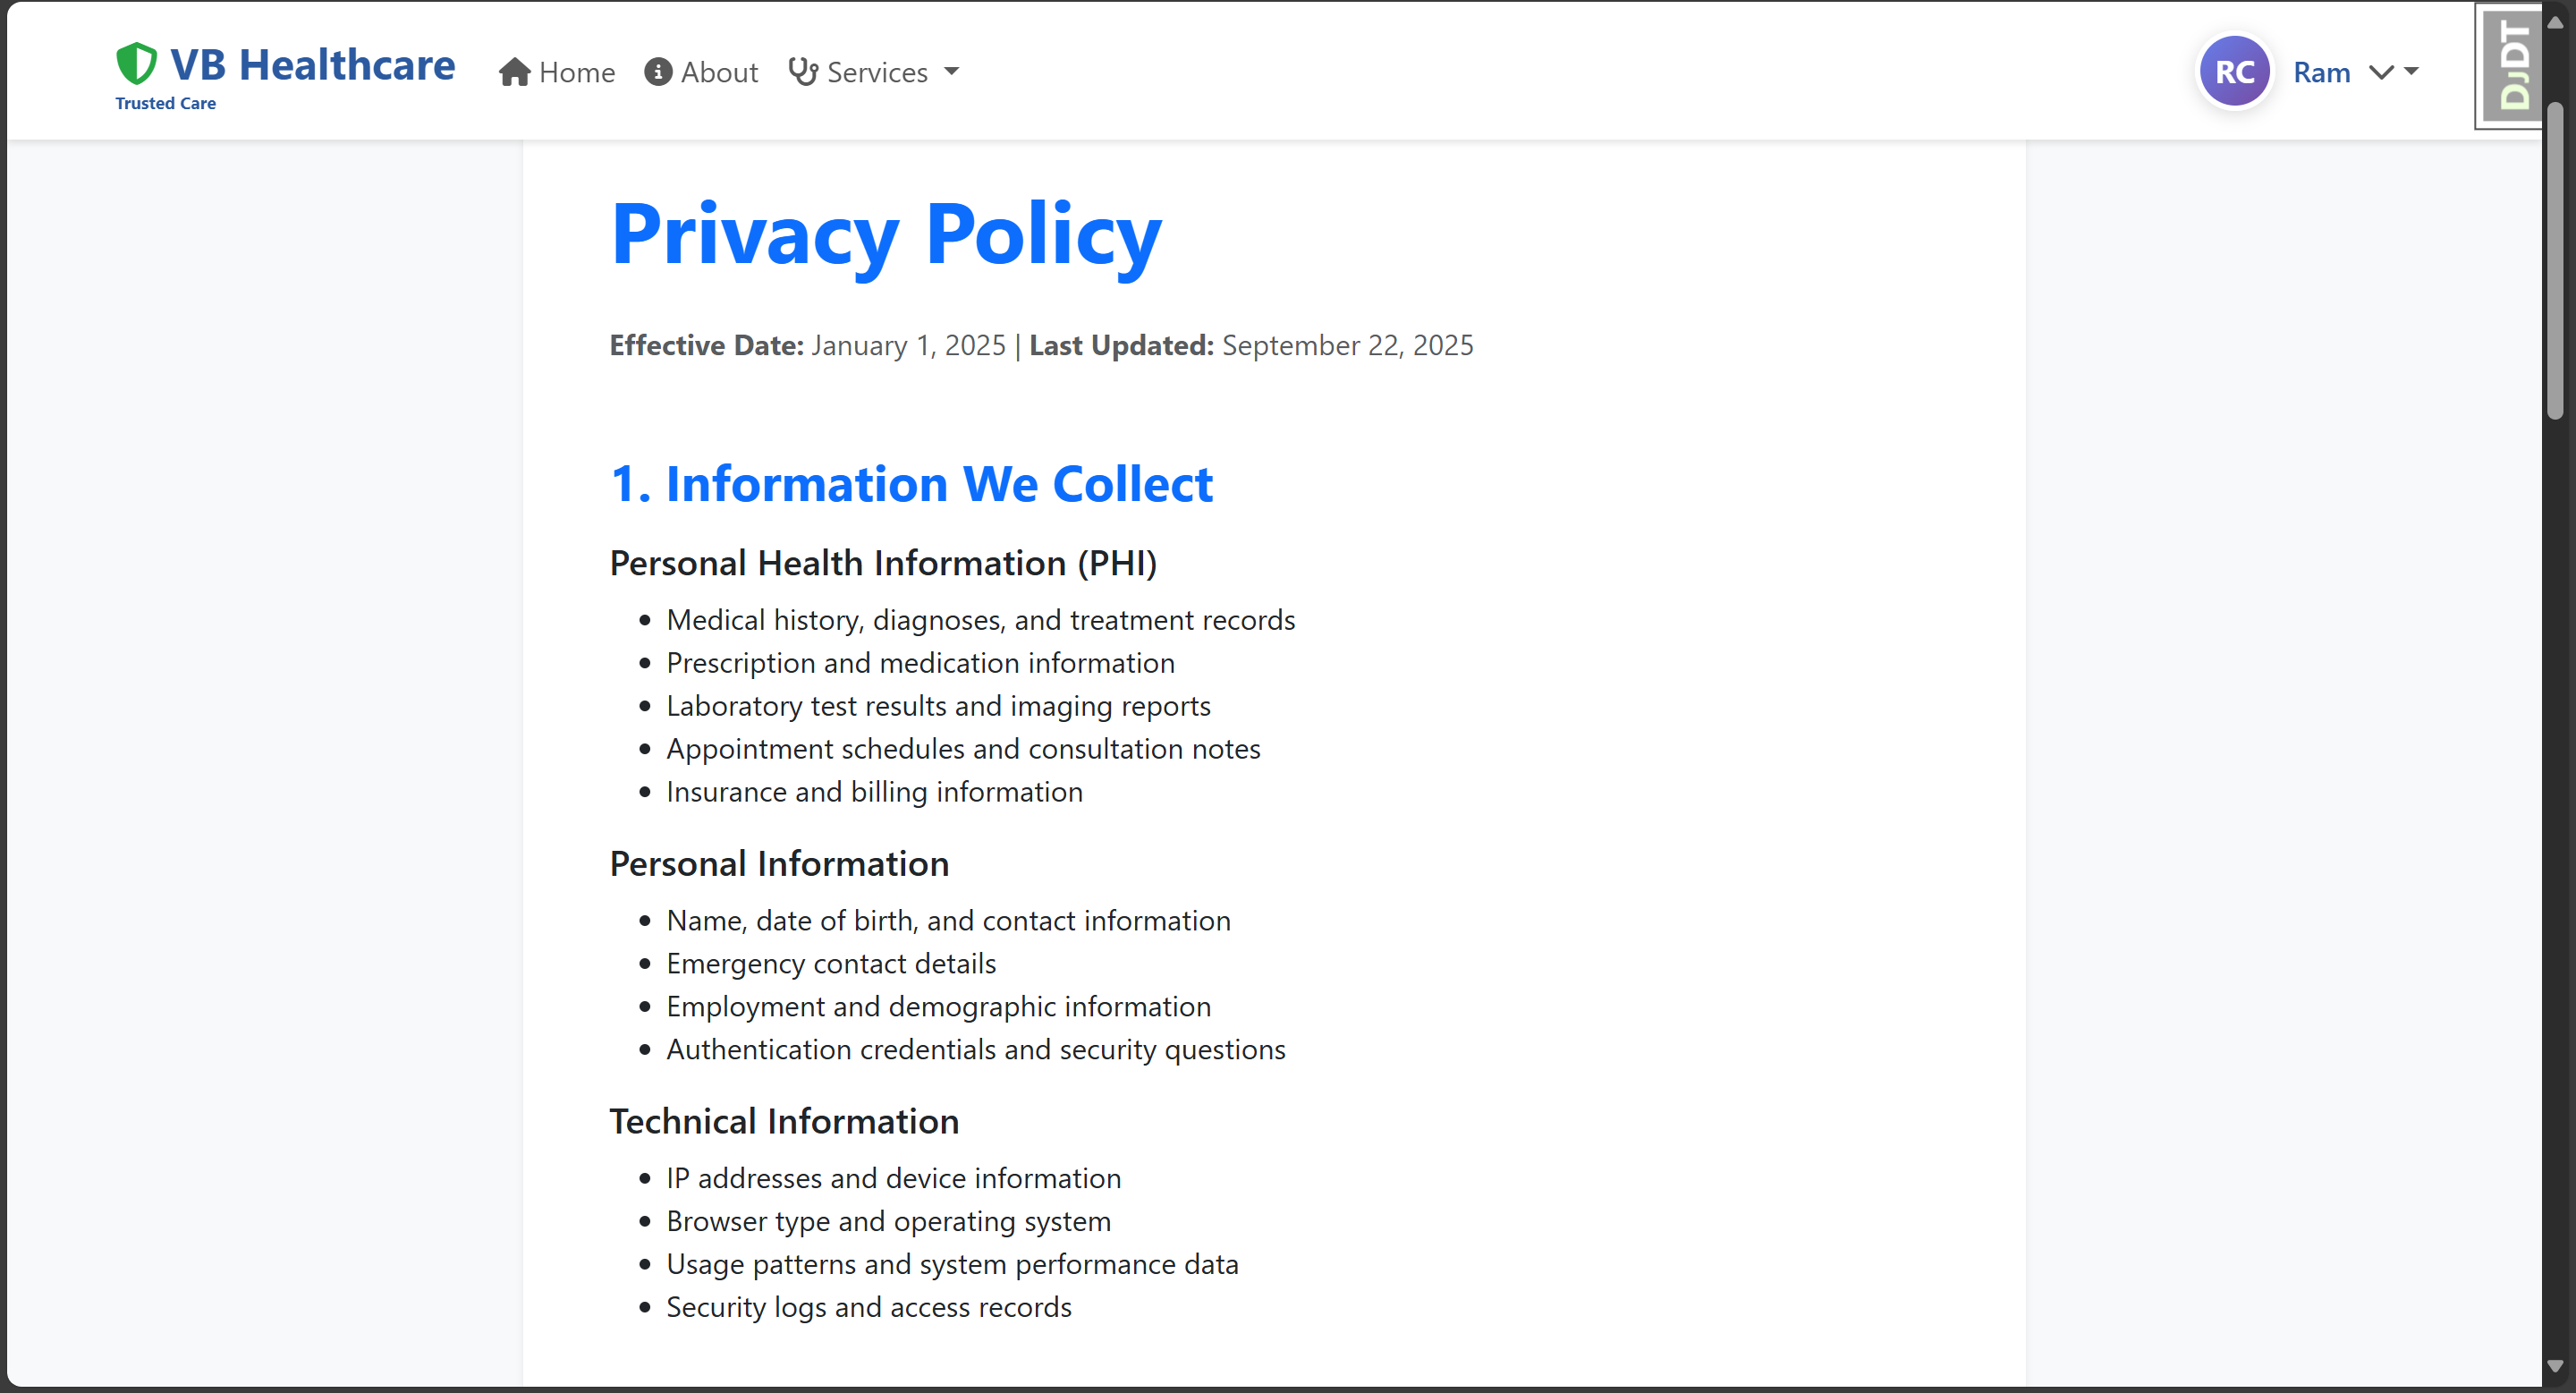 VB Healthcare
Trusted Care
Home
About
Services
RC
Ram
DJDT
Privacy Policy
Effective Date: January 1, 2025 | Last Updated: September 22, 2025
1. Information We Collect
Personal Health Information (PHI)
• Medical history, diagnoses, and treatment records
• Prescription and medication information
• Laboratory test results and imaging reports
• Appointment schedules and consultation notes
• Insurance and billing information
Personal Information
• Name, date of birth, and contact information
• Emergency contact details
• Employment and demographic information
• Authentication credentials and security questions
Technical Information
• IP addresses and device information
• Browser type and operating system
• Usage patterns and system performance data
• Security logs and access records